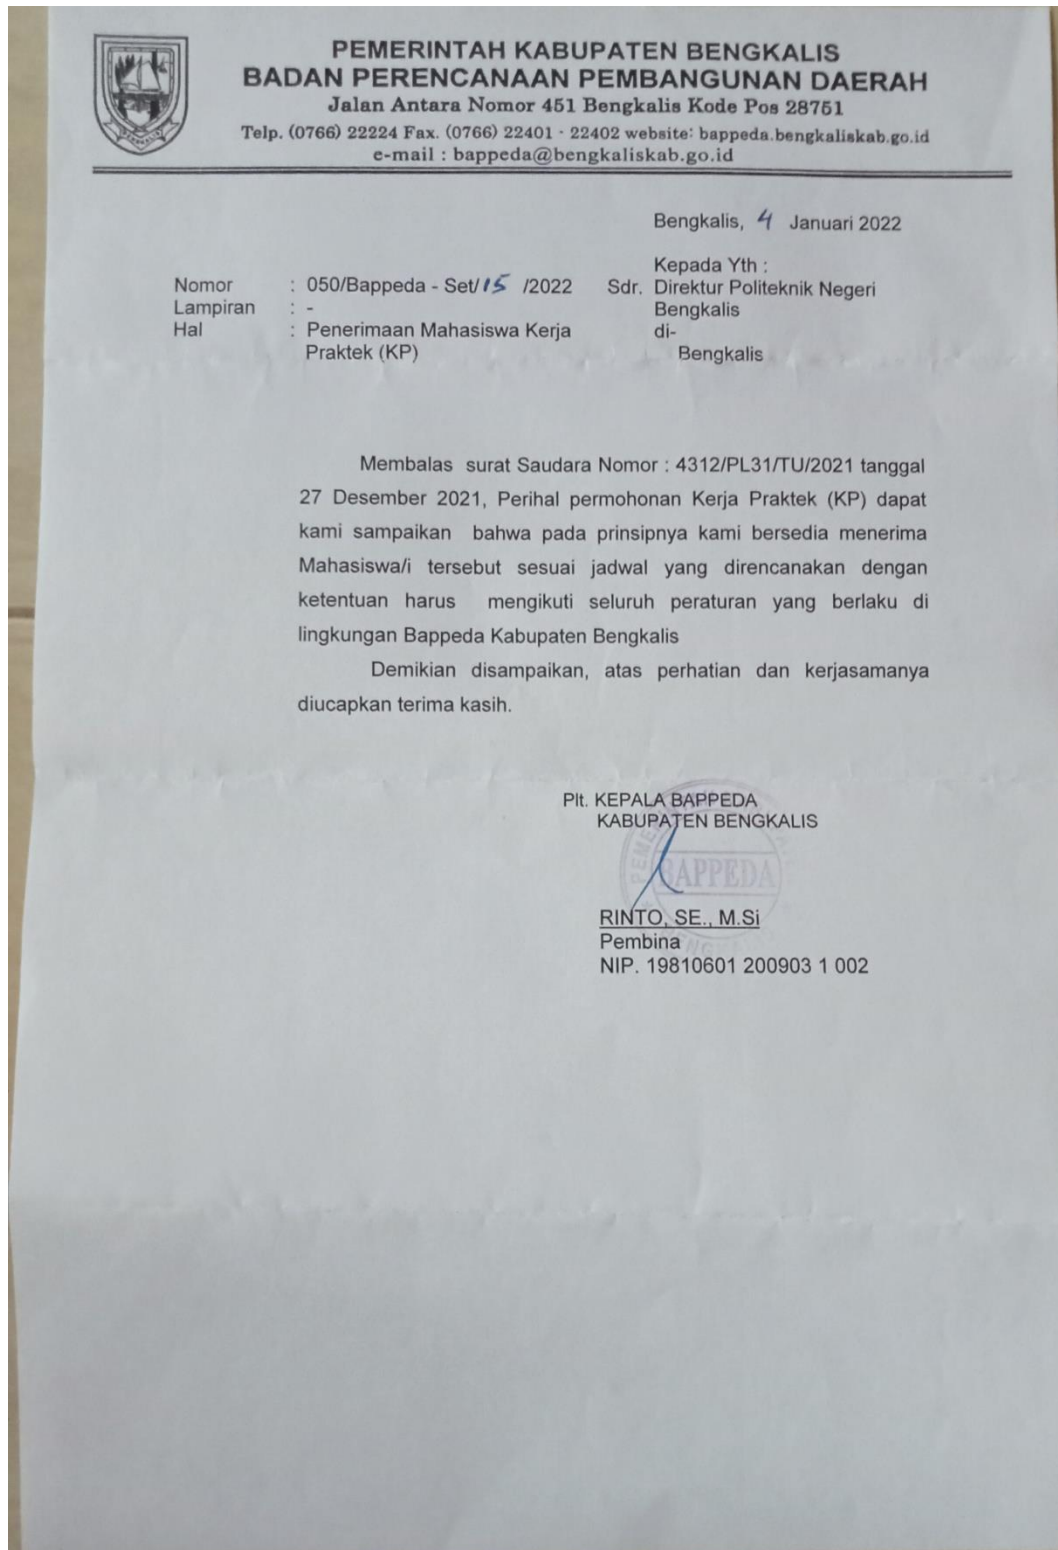 PEMERINTAH KABUPATEN BENGKALIS
BADAN PERENCANAAN PEMBANGUNAN DAERAH
Jalan Antara Nomor 451 Bengkalis Kode Pos 28751
Telp. (0766) 22224 Fax. (0766) 22401 - 22402 website: bappeda.bengkaliskab.go.id
e-mail : bappeda@bengkaliskab.go.id
Bengkalis, 4 Januari 2022
Kepada Yth :
Nomor : 050/Bappeda - Set/15 /2022 Sdr. Direktur Politeknik Negeri
Lampiran : - Bengkalis
Hal : Penerimaan Mahasiswa Kerja di-
Praktek (KP) Bengkalis
Membalas surat Saudara Nomor : 4312/PL31/TU/2021 tanggal
27 Desember 2021, Perihal permohonan Kerja Praktek (KP) dapat
kami sampaikan bahwa pada prinsipnya kami bersedia menerima
Mahasiswa/i tersebut sesuai jadwal yang direncanakan dengan
ketentuan harus mengikuti seluruh peraturan yang berlaku di
lingkungan Bappeda Kabupaten Bengkalis
Demikian disampaikan, atas perhatian dan kerjasamanya
diucapkan terima kasih.
Plt. KEPALA BAPPEDA
KABUPATEN BENGKALIS
BAPPEDA
RINTO, SE., M.Si
Pembina
NIP. 19810601 200903 1 002